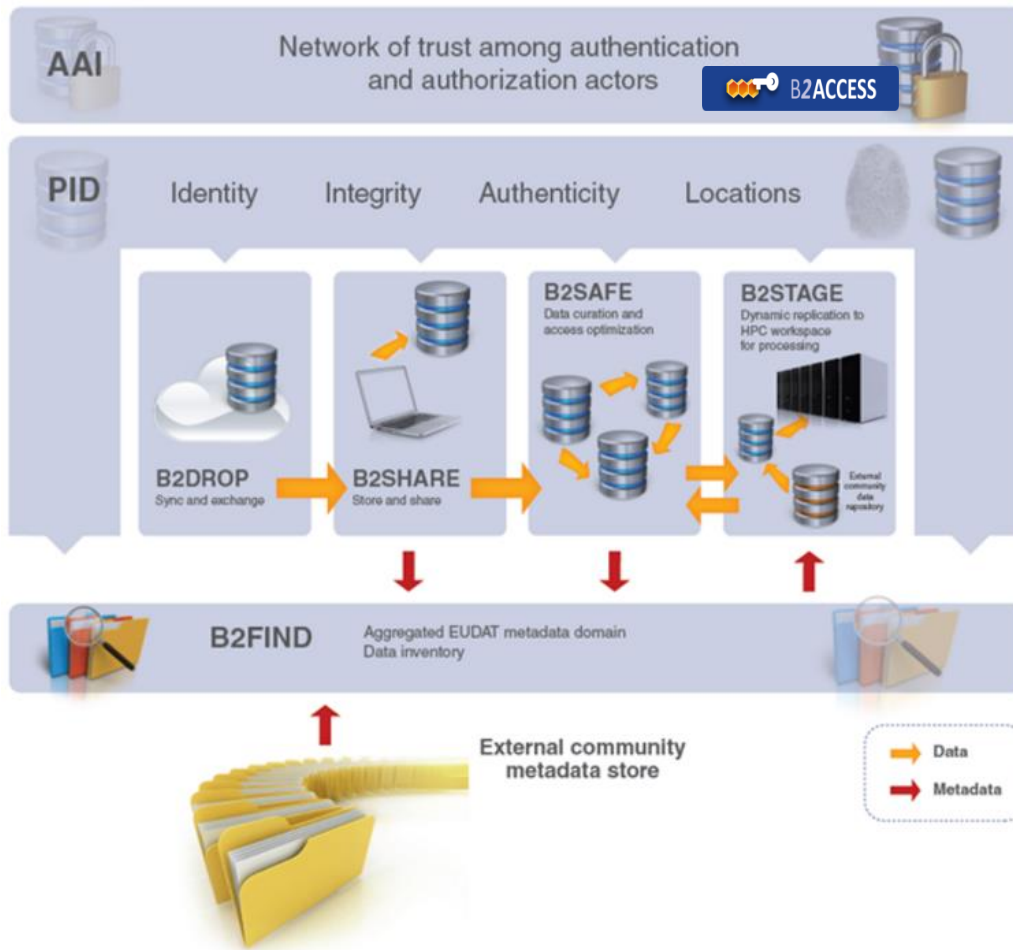 AAI
Network of trust among authentication
and authorization actors
B2ACCESS
PID
Identity
Integrity
Authenticity
Locations
B2SAFE
Data curation and
access optimization
B2STAGE
Dynamic replication to
HPC workspace
for processing
B2DROP
Sync and exchange
B2SHARE
Store and share
External
community
data
repository
B2FIND
Aggregated EUDAT metadata domain
Data inventory
External community
metadata store
Data
Metadata